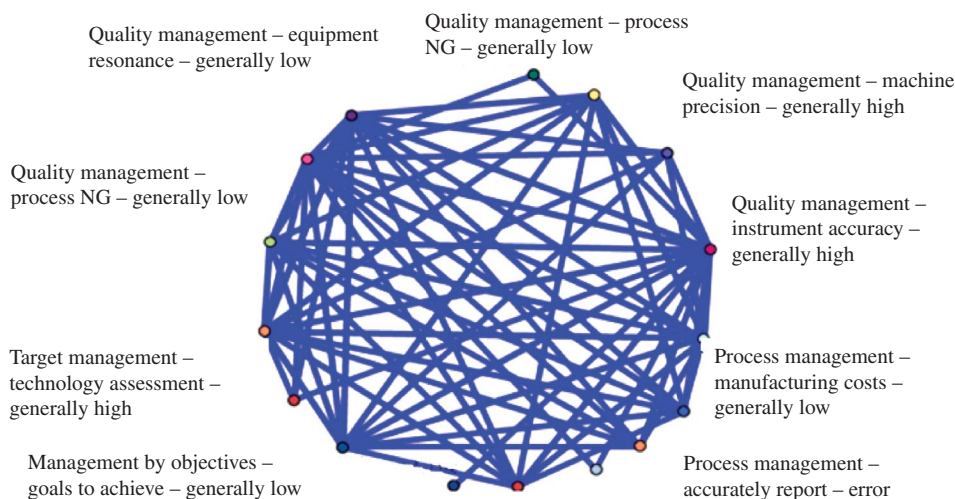 Quality management – equipment
resonance – generally low
Quality management – process
NG – generally low
Quality management – machine
precision – generally high
Quality management –
process NG – generally low
Quality management –
instrument accuracy –
generally high
Target management –
technology assessment –
generally high
Process management –
manufacturing costs –
generally low
Management by objectives –
goals to achieve – generally low
Process management –
accurately report – error